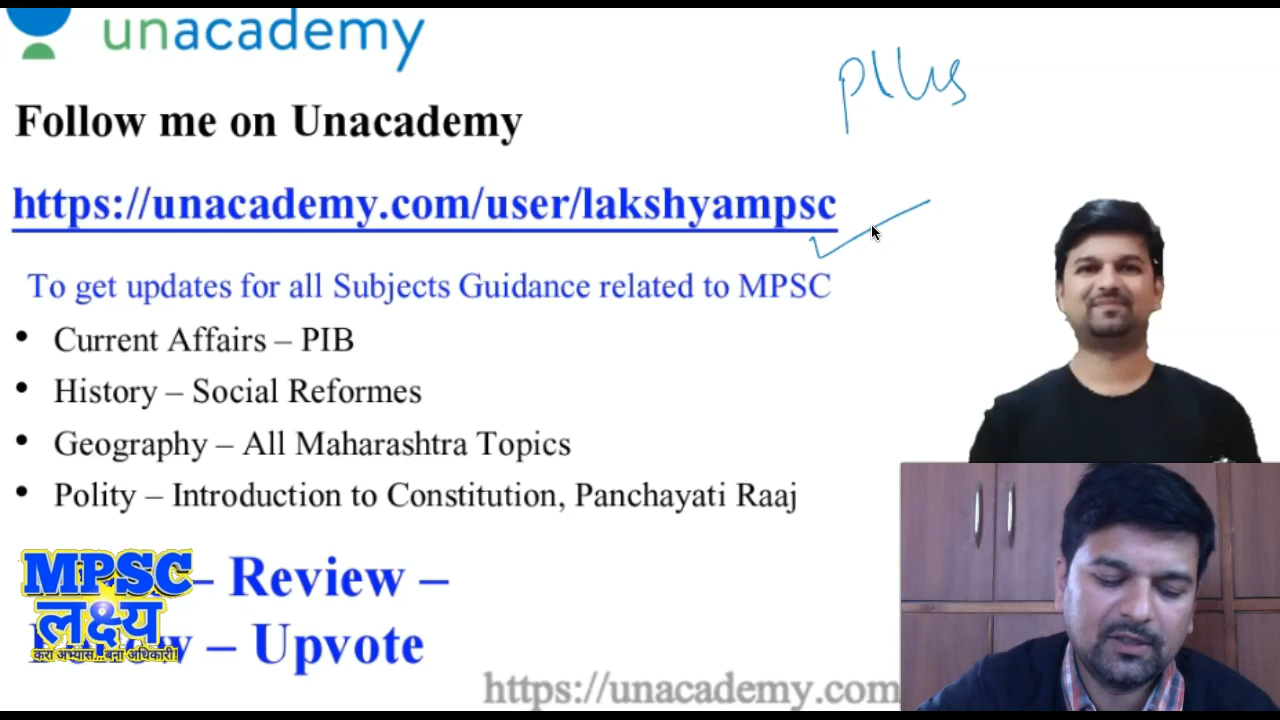 unacademy
plus
Follow me on Unacademy
https://unacademy.com/user/lakshyampsc
To get updates for all Subjects Guidance related to MPSC
• Current Affairs – PIB
• History – Social Reformes
• Geography – All Maharashtra Topics
• Polity – Introduction to Constitution, Panchayati Raaj
– Review –
– Upvote
MPSC
लक्ष्य
करा अभ्यास...बना अधिकारी!
https://unacademy.com